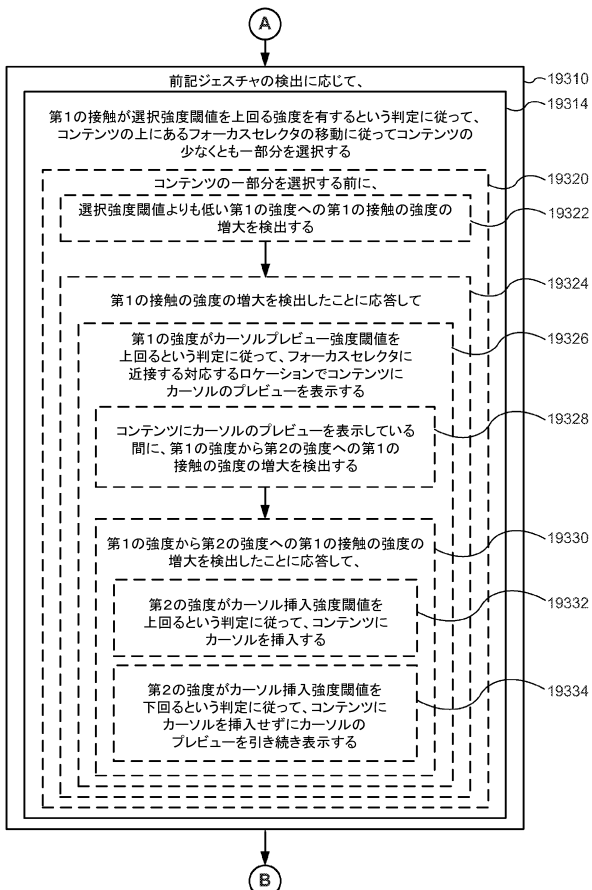 A
前記ジェスチャの検出に応じて、
19310
19314
第1の接触が選択強度閾値を上回る強度を有するという判定に従って、
コンテンツの上にあるフォーカスセレクタの移動に従ってコンテンツの
少なくとも一部分を選択する
コンテンツの一部分を選択する前に、
19320
選択強度閾値よりも低い第1の強度への第1の接触の強度の
増大を検出する
19322
第1の接触の強度の増大を検出したことに応答して
19324
第1の強度がカーソルプレビュー強度閾値を
上回るという判定に従って、フォーカスセレクタに
近接する対応するロケーションでコンテンツに
カーソルのプレビューを表示する
19326
コンテンツにカーソルのプレビューを表示している
間に、第1の強度から第2の強度への第1の
接触の強度の増大を検出する
19328
第1の強度から第2の強度への第1の接触の強度の
増大を検出したことに応答して、
19330
第2の強度がカーソル挿入強度閾値を
上回るという判定に従って、コンテンツに
カーソルを挿入する
19332
第2の強度がカーソル挿入強度閾値を
下回るという判定に従って、コンテンツに
カーソルを挿入せずにカーソルの
プレビューを引き続き表示する
19334
B